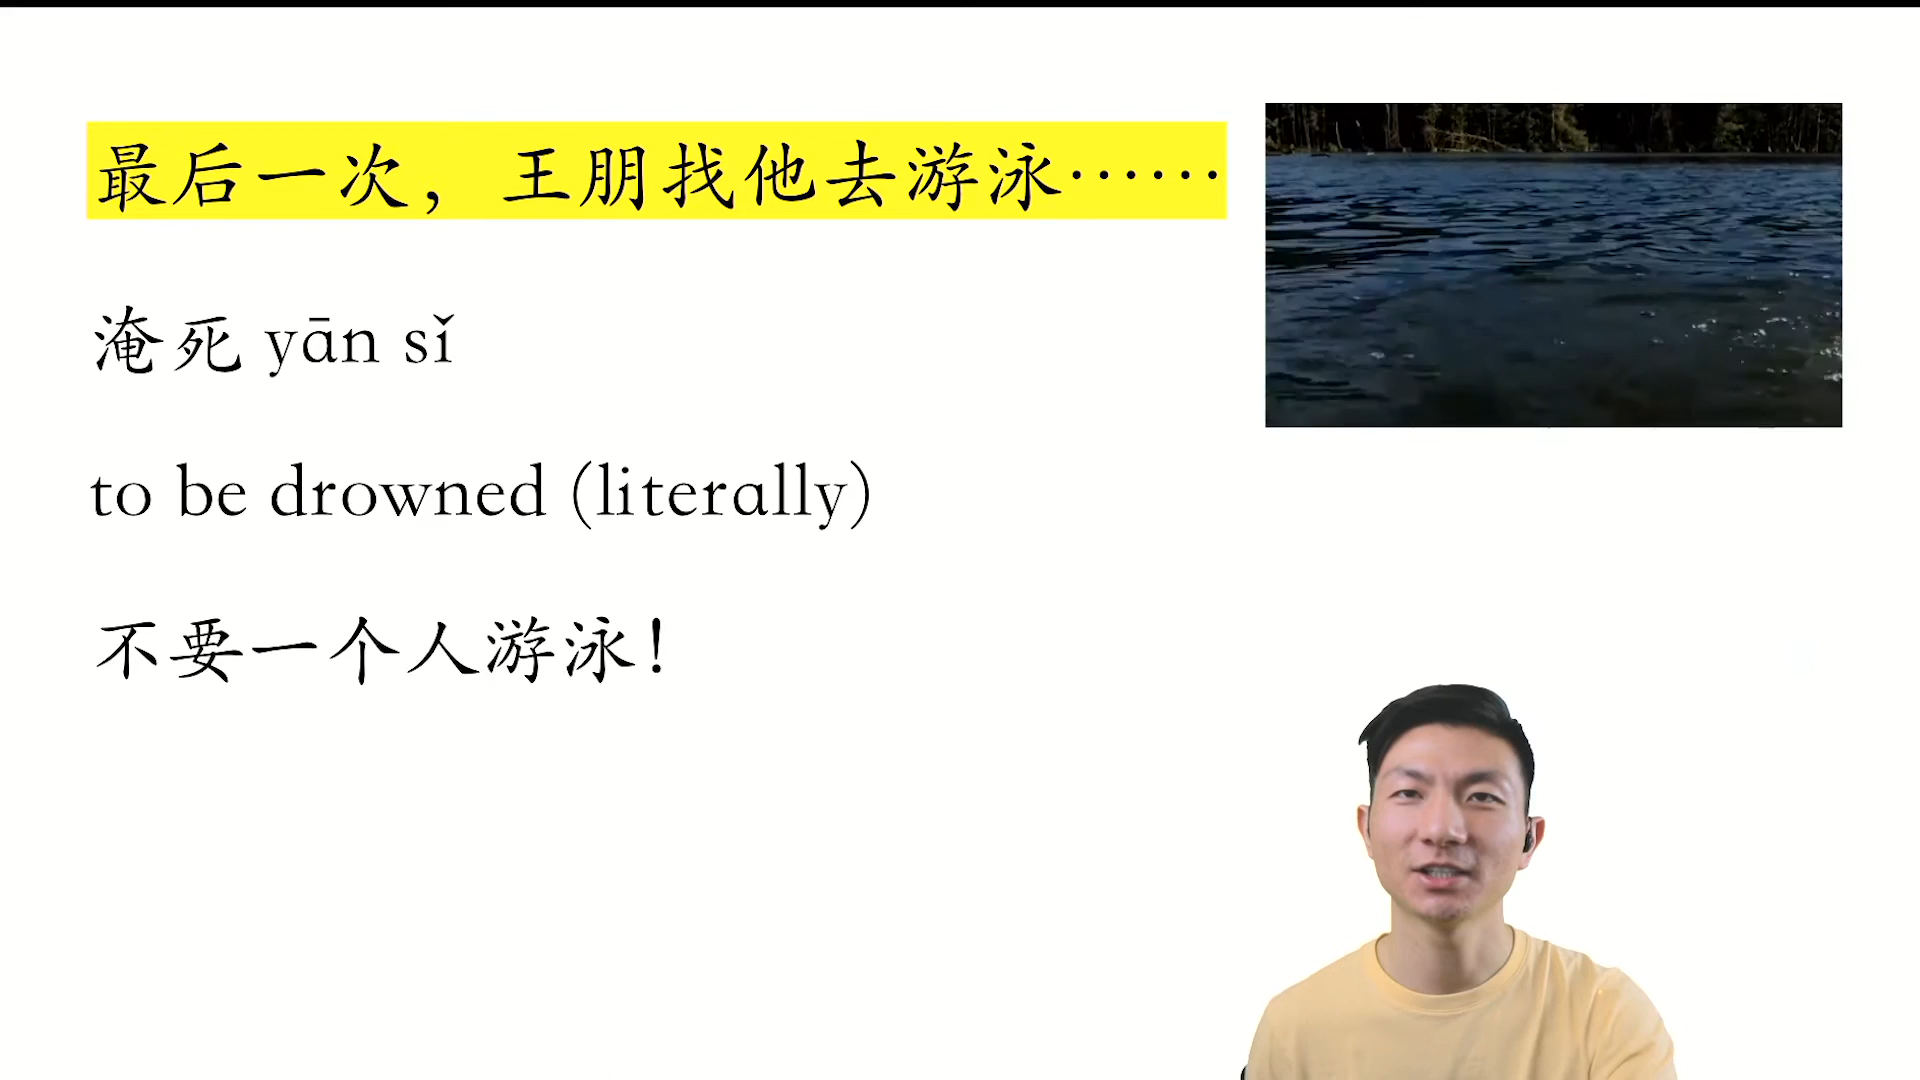 最后一次，王朋找他去游泳……
淹死 yān sǐ
to be drowned (literally)
不要一个人游泳！